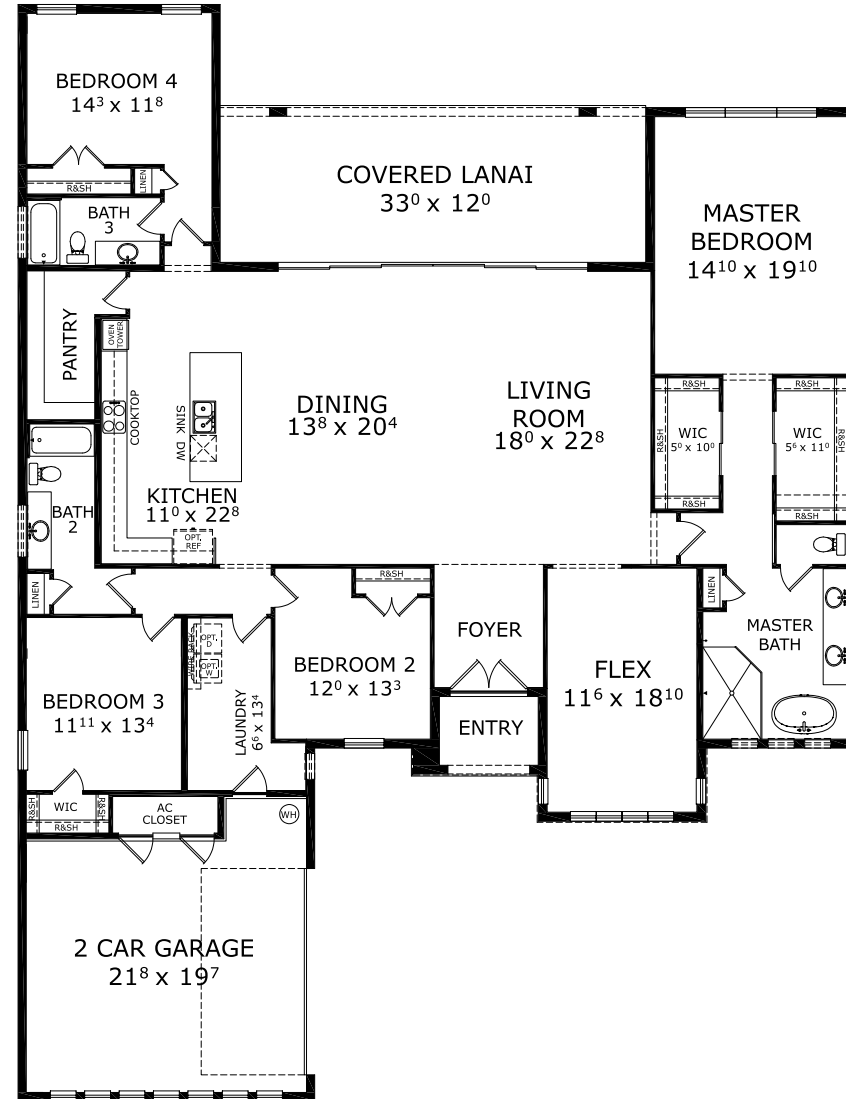 BEDROOM 4
14³ x 11⁸
R&SH
LINEN
BATH
3
COVERED LANAI
33⁰ x 12⁰
MASTER
BEDROOM
14¹⁰ x 19¹⁰
PANTRY
OVEN
TOWER
COOKTOP
SINK DW
KITCHEN
11⁰ x 22⁸
OPT.
REF
DINING
13⁸ x 20⁴
LIVING
ROOM
18⁰ x 22⁸
R&SH
R&SH
WIC
5⁰ x 10⁰
R&SH
R&SH
WIC
5⁶ x 11⁰
R&SH
R&SH
BATH
2
LINEN
R&SH
BEDROOM 2
12⁰ x 13³
FOYER
ENTRY
FLEX
11⁶ x 18¹⁰
LINEN
MASTER
BATH
BEDROOM 3
11¹¹ x 13⁴
OPT.
D
OPT.
W
LAUNDRY
6⁶ x 13⁴
R&SH
WIC
R&SH
R&SH
AC
CLOSET
WH
2 CAR GARAGE
21⁸ x 19⁷